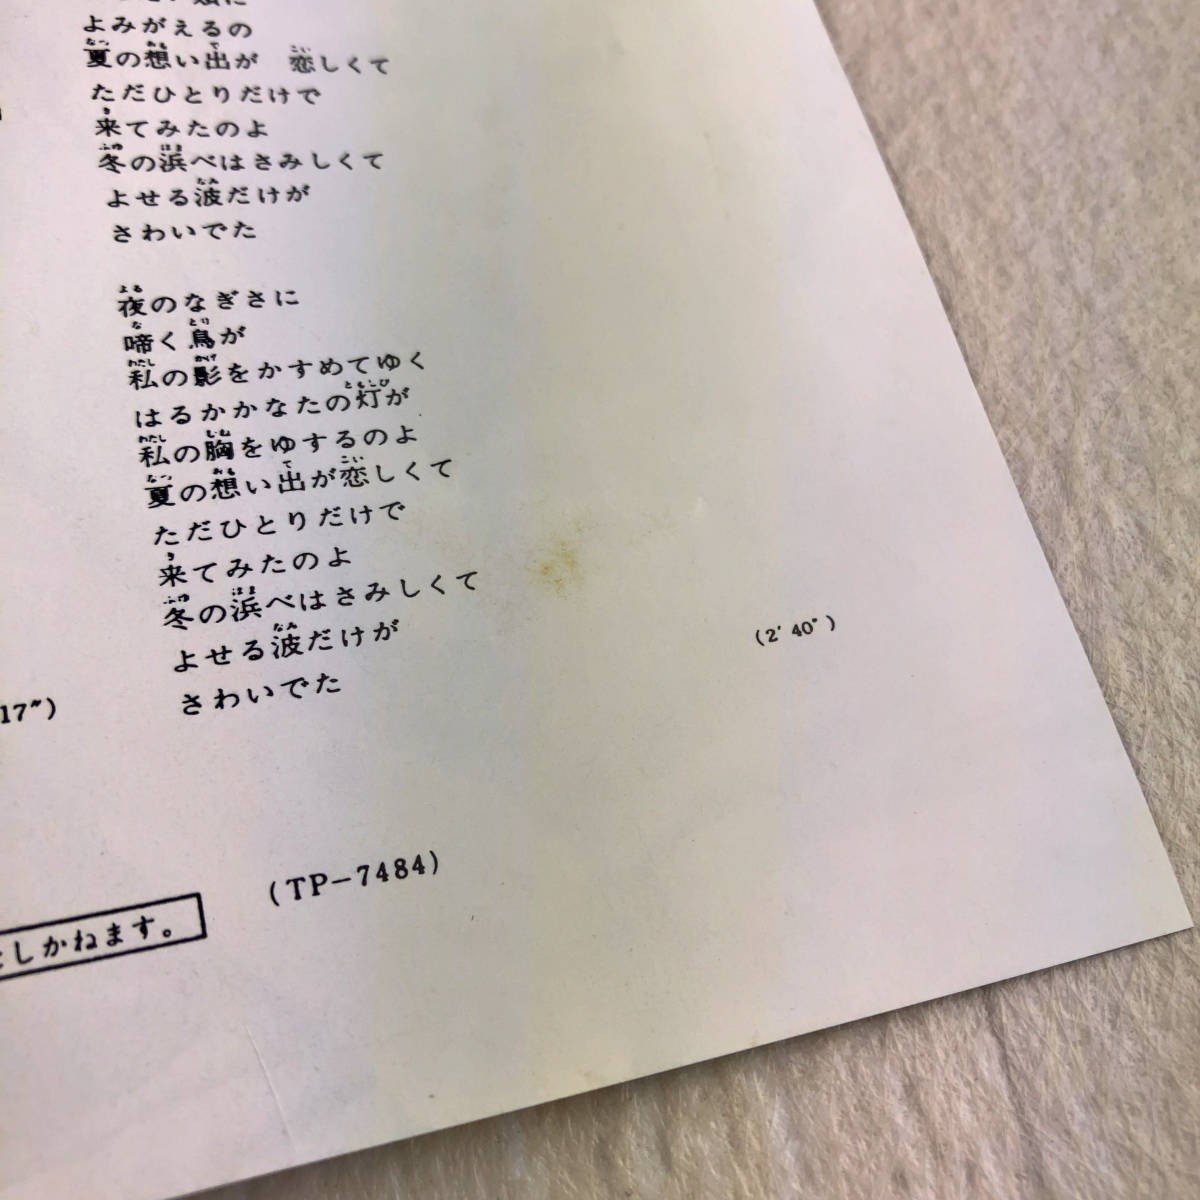 よみがえるの
夏の想い出が 恋しくて
ただひとりだけで
来てみたのよ
冬の浜べはさみしくて
よせる波だけが
さわいでた
夜のなぎさに
啼く鳥が
私の影をかすめてゆく
はるかかなたの灯が
私の胸をゆするのよ
夏の想い出が恋しくて
ただひとりだけで
来てみたのよ
冬の浜べはさみしくて
よせる波だけが
さわいでた
(2′40″)
17″)
(TP-7484)
しかねます。